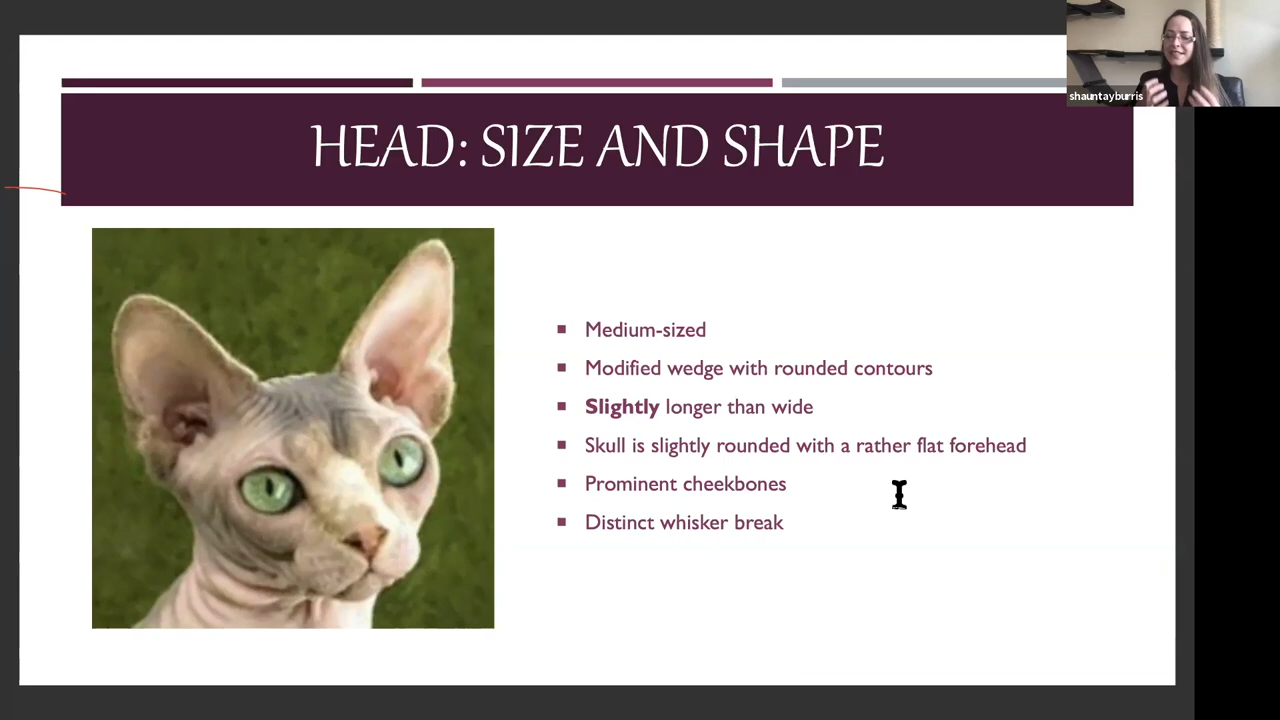 shauntayburris
HEAD: SIZE AND SHAPE
Medium-sized
Modified wedge with rounded contours
Slightly longer than wide
Skull is slightly rounded with a rather flat forehead
Prominent cheekbones
Distinct whisker break